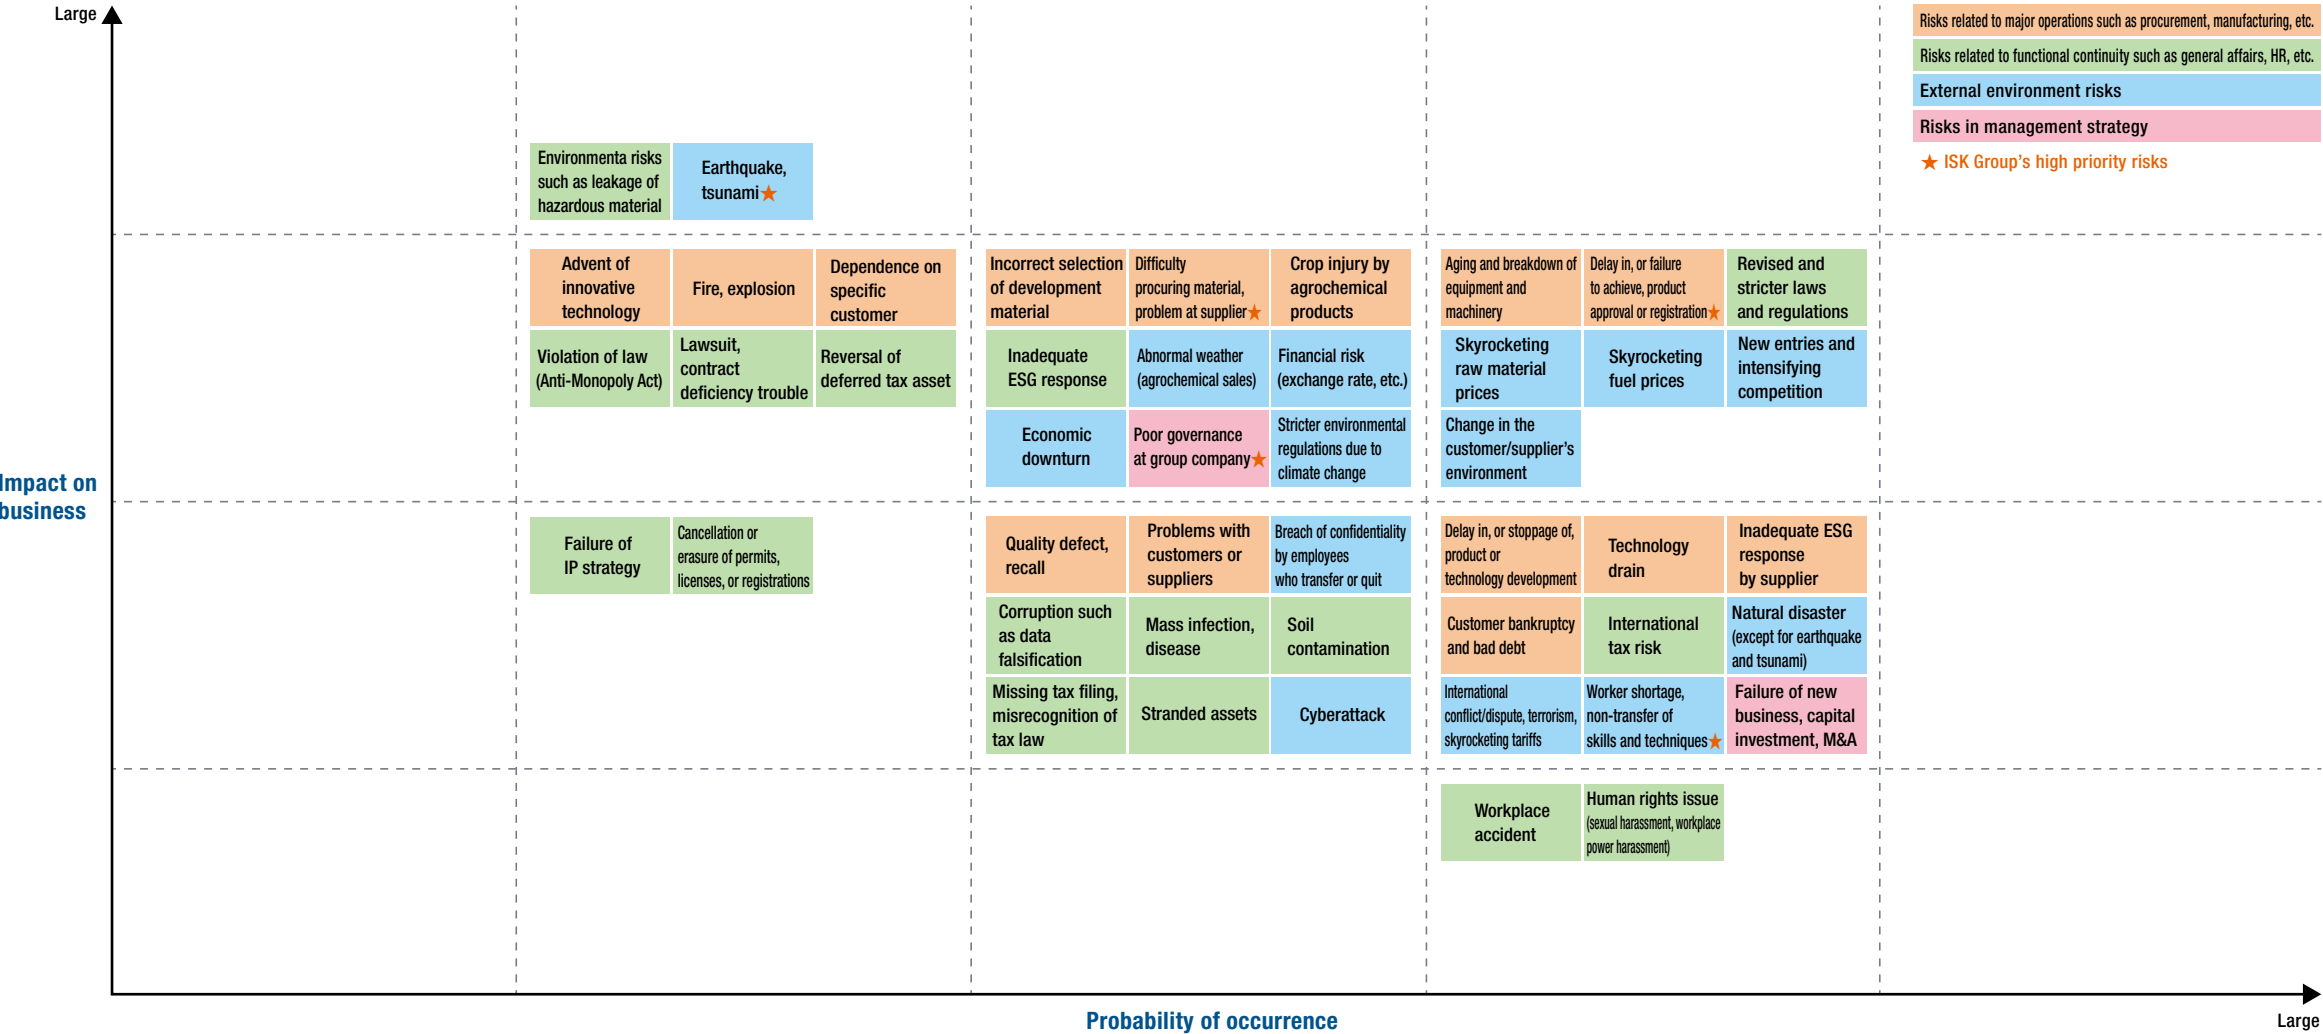 Large
Risks related to major operations such as procurement, manufacturing, etc.
Risks related to functional continuity such as general affairs, HR, etc.
External environment risks
Risks in management strategy
★ ISK Group's high priority risks
Environmenta risks
such as leakage of
hazardous material
Earthquake,
tsunami★
Advent of
innovative
technology
Fire, explosion
Dependence on
specific
customer
Violation of law
(Anti-Monopoly Act)
Lawsuit,
contract
deficiency trouble
Reversal of
deferred tax asset
Incorrect selection
of development
material
Difficulty
procuring material,
problem at supplier★
Crop injury by
agrochemical
products
Inadequate
ESG response
Abnormal weather
(agrochemical sales)
Financial risk
(exchange rate, etc.)
Economic
downturn
Poor governance
at group company★
Stricter environmental
regulations due to
climate change
Aging and breakdown of
equipment and
machinery
Delay in, or failure
to achieve, product
approval or registration★
Revised and
stricter laws
and regulations
Skyrocketing
raw material
prices
Skyrocketing
fuel prices
New entries and
intensifying
competition
Change in the
customer/supplier's
environment
Impact on
business
Failure of
IP strategy
Cancellation or
erasure of permits,
licenses, or registrations
Quality defect,
recall
Problems with
customers or
suppliers
Breach of confidentiality
by employees
who transfer or quit
Corruption such
as data
falsification
Mass infection,
disease
Soil
contamination
Missing tax filing,
misrecognition of
tax law
Stranded assets
Cyberattack
Delay in, or stoppage of,
product or
technology development
Technology
drain
Inadequate ESG
response
by supplier
Customer bankruptcy
and bad debt
International
tax risk
Natural disaster
(except for earthquake
and tsunami)
International
conflict/dispute, terrorism,
skyrocketing tariffs
Worker shortage,
non-transfer of
skills and techniques★
Failure of new
business, capital
investment, M&A
Workplace
accident
Human rights issue
(sexual harassment, workplace
power harassment)
Probability of occurrence
Large